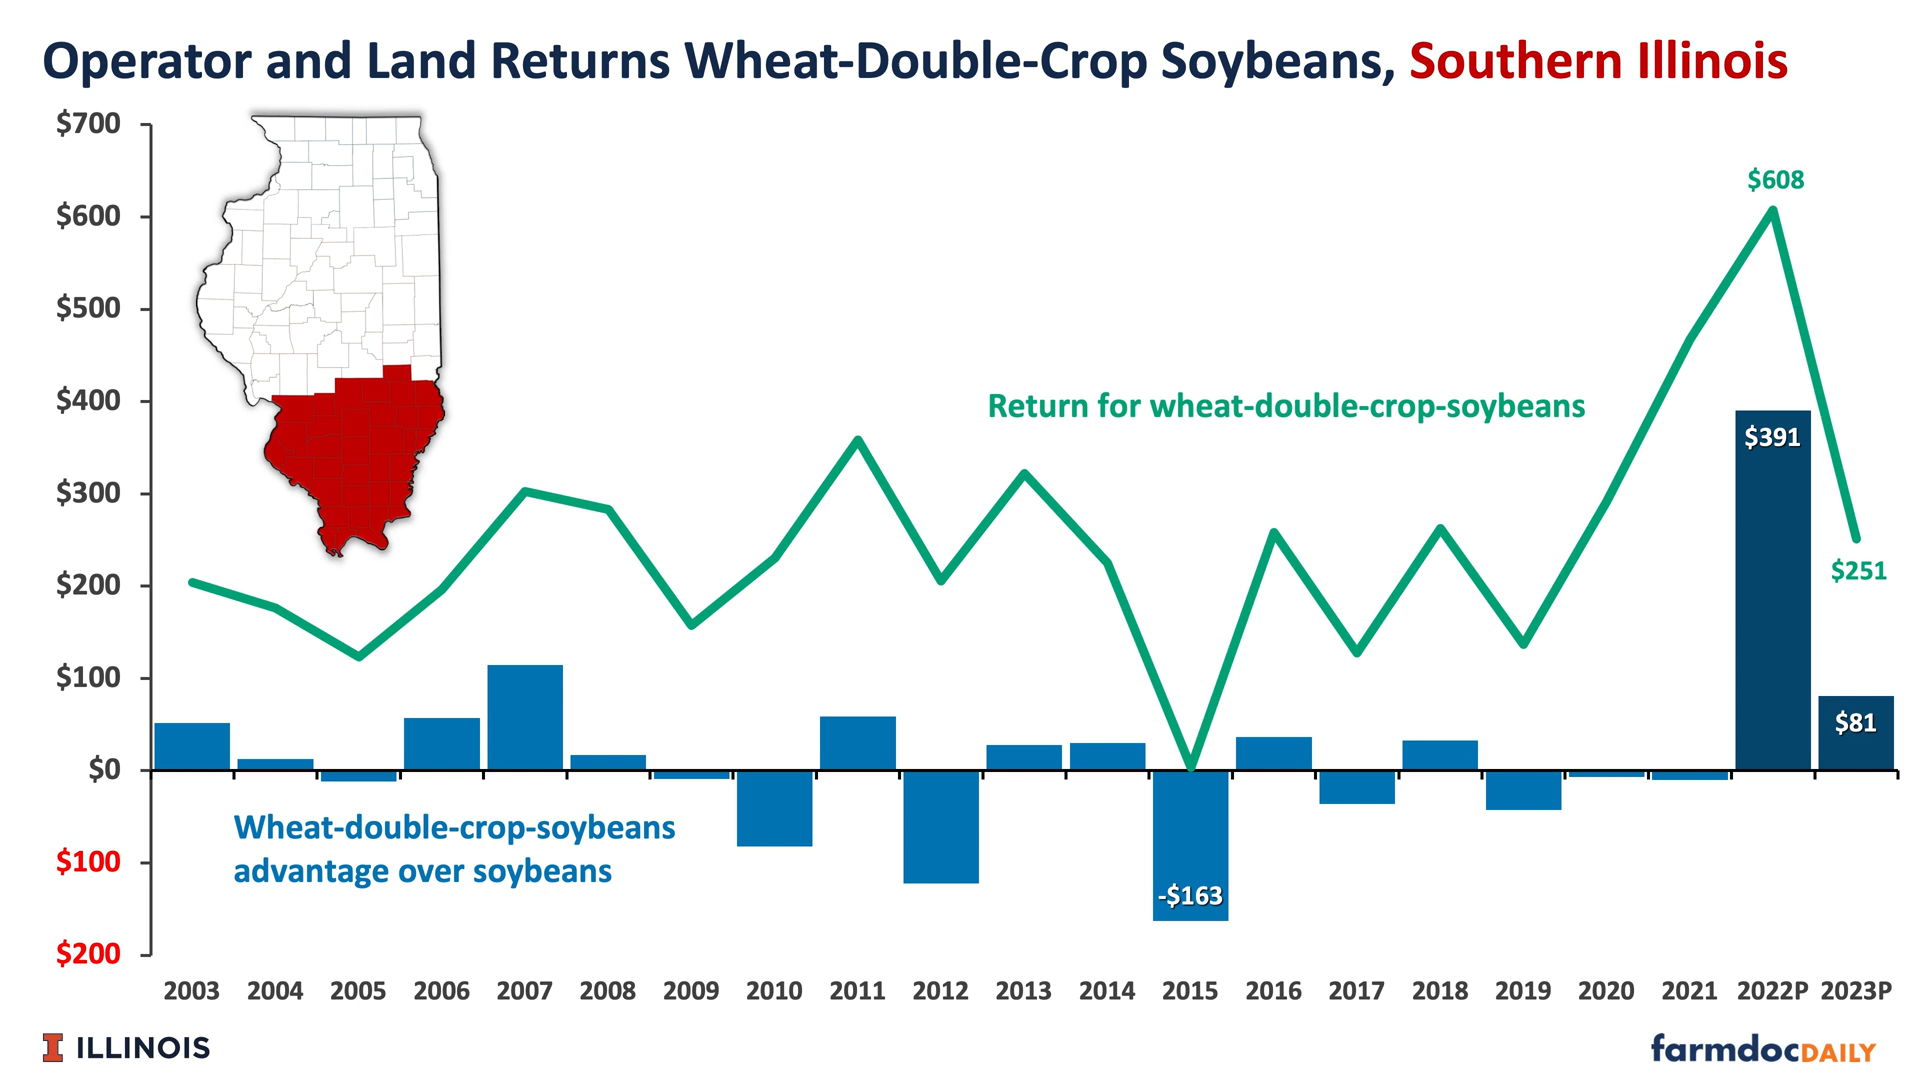 Operator and Land Returns Wheat-Double-Crop Soybeans, Southern Illinois
$700
$600
$500
$400
$300
$200
$100
$0
$100
$200
$608
Return for wheat-double-crop-soybeans
$391
$251
$81
Wheat-double-crop-soybeans
advantage over soybeans
-$163
2003 2004 2005 2006 2007 2008 2009 2010 2011 2012 2013 2014 2015 2016 2017 2018 2019 2020 2021 2022P 2023P
I ILLINOIS
farmdocDAILY